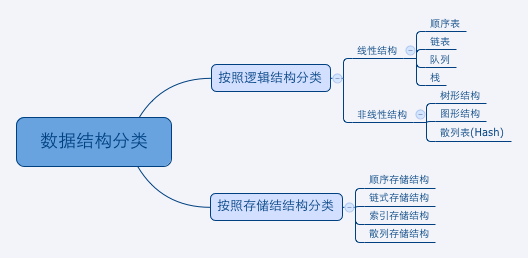 数据结构分类
按照逻辑结构分类
线性结构
顺序表
链表
队列
栈
非线性结构
树形结构
图形结构
散列表(Hash)
按照存储结结构分类
顺序存储结构
链式存储结构
索引存储结构
散列存储结构